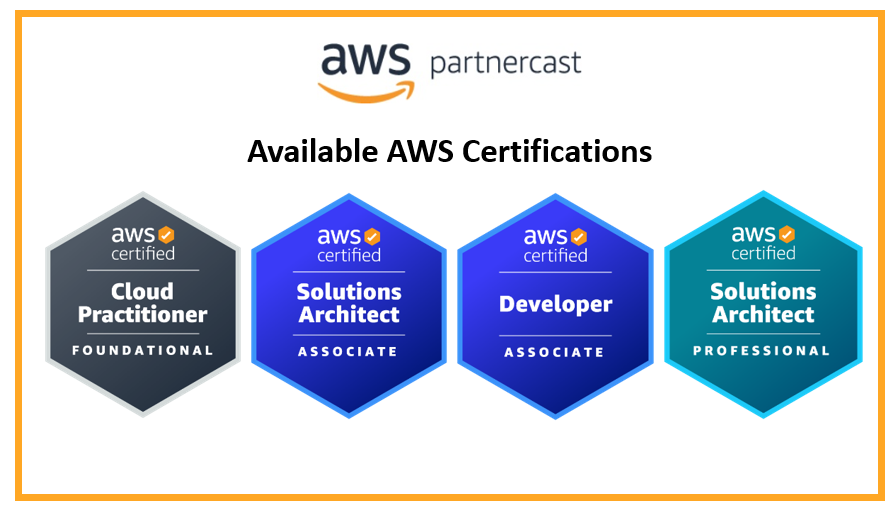 aws partnercast
Available AWS Certifications
aws
certified
Cloud
Practitioner
FOUNDATIONAL
aws
certified
Solutions
Architect
ASSOCIATE
aws
certified
Developer
ASSOCIATE
aws
certified
Solutions
Architect
PROFESSIONAL